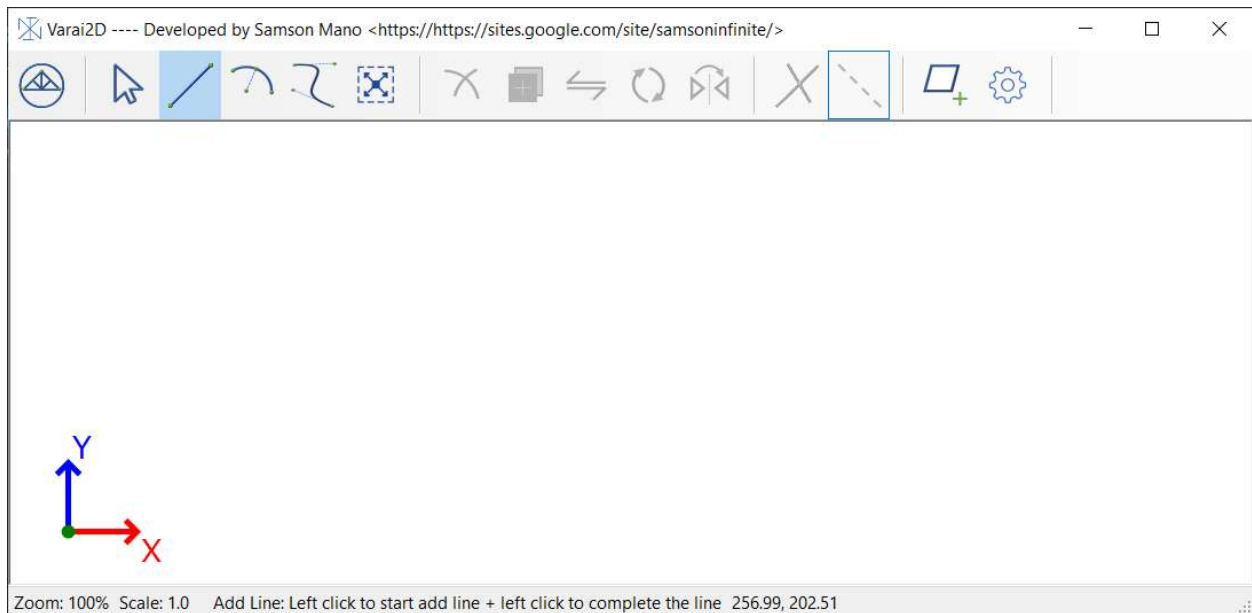 Varai2D ---- Developed by Samson Mano <https://https://sites.google.com/site/samsoninfinite/>
Y
X
Zoom: 100% Scale: 1.0 Add Line: Left click to start add line + left click to complete the line 256.99, 202.51